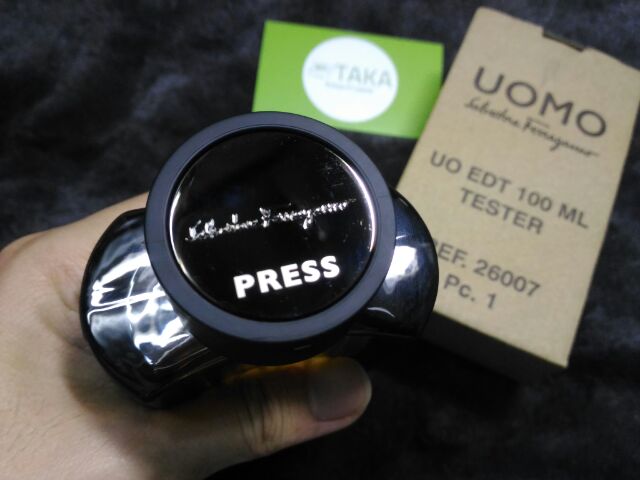 TAKA
UOMO
Salvatore Ferragamo
UO EDT 100 ML
TESTER
REF. 26007
Pc. 1
Salvatore Ferragamo
PRESS